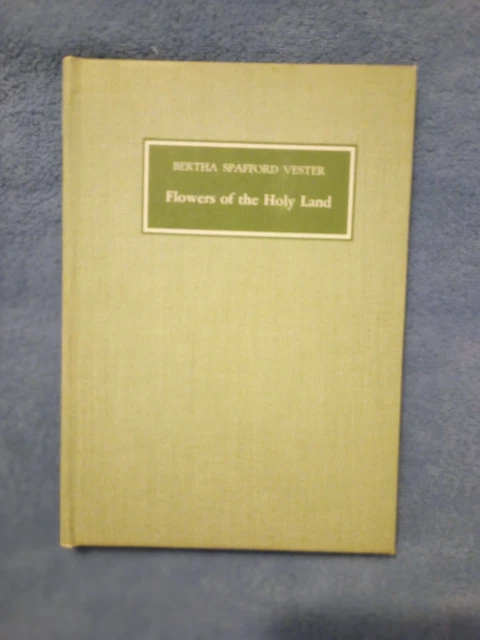 BERTHA SPAFFORD VESTER
Flowers of the Holy Land